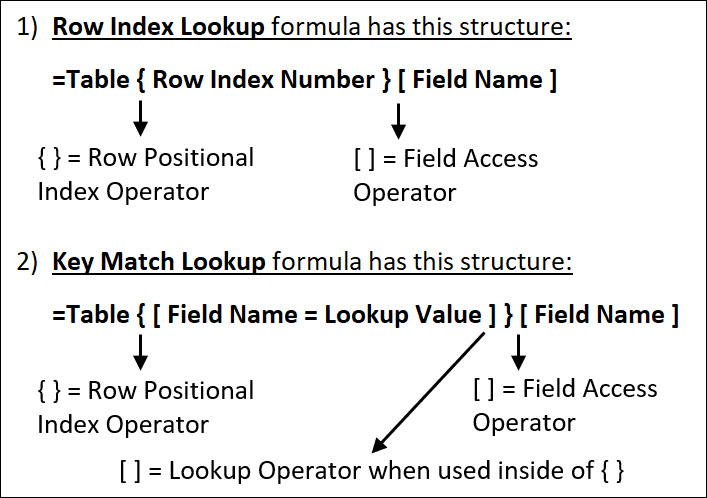 1) Row Index Lookup formula has this structure:
=Table { Row Index Number } [ Field Name ]
{ } = Row Positional
Index Operator
[ ] = Field Access
Operator
2) Key Match Lookup formula has this structure:
=Table { [ Field Name = Lookup Value ] } [ Field Name ]
{ } = Row Positional
Index Operator
[ ] = Field Access
Operator
[ ] = Lookup Operator when used inside of { }